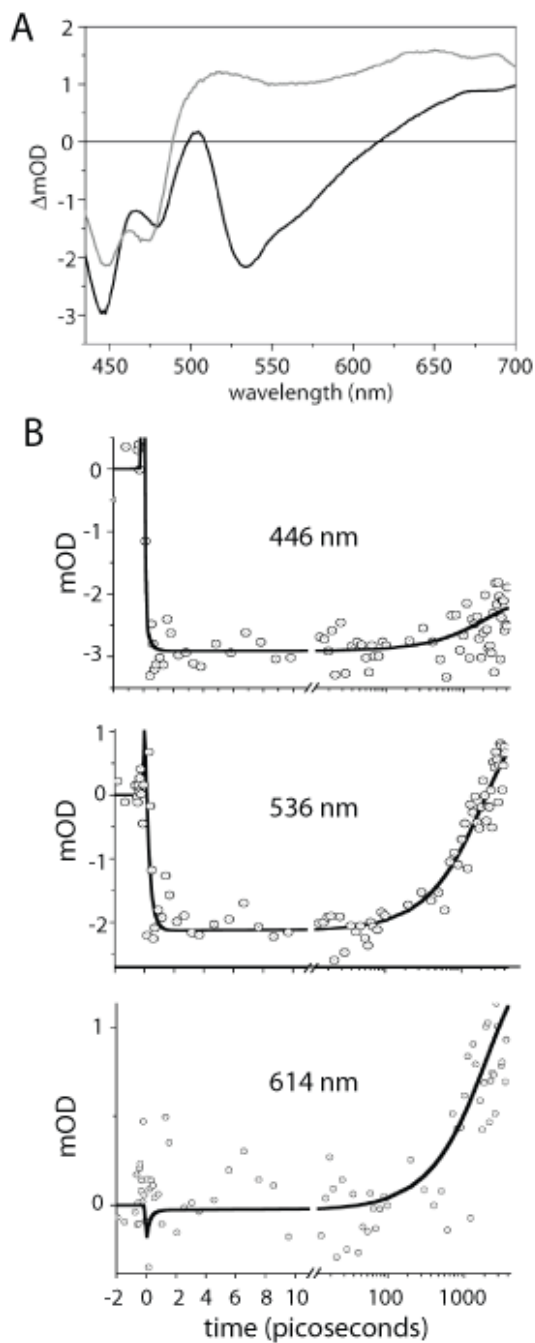 A
2
1
0
-1
-2
-3
ΔmOD
450 500 550 600 650 700
wavelength (nm)
B
0
-1
-2
-3
mOD
446 nm
1
0
-1
-2
mOD
536 nm
1
0
mOD
614 nm
-2 0 2 4 6 8 10 100 1000
time (picoseconds)